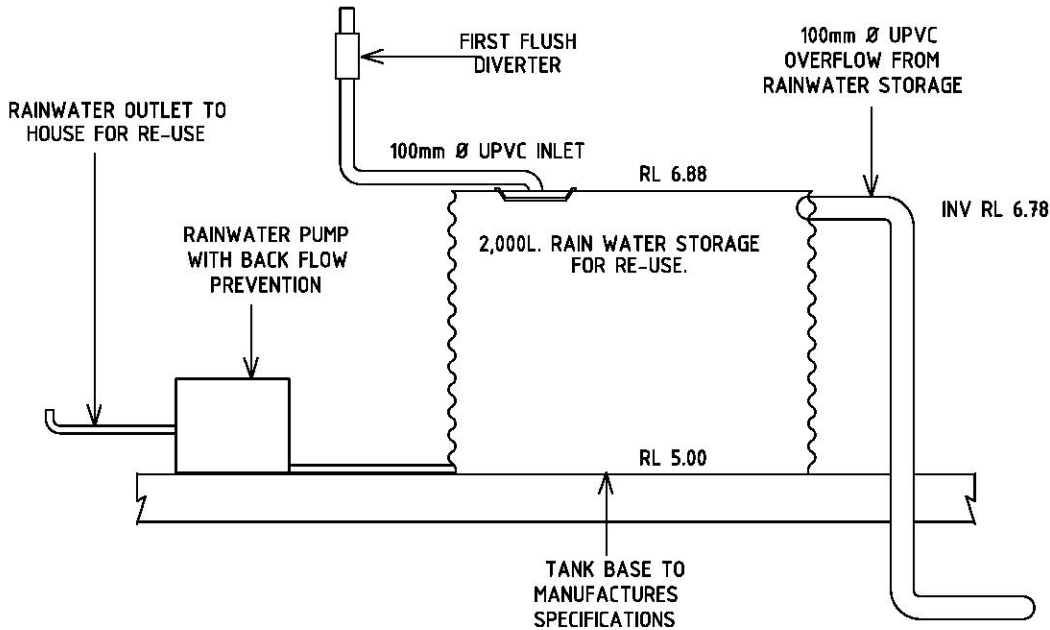 FIRST FLUSH
DIVERTER
100mm Ø UPVC
OVERFLOW FROM
RAINWATER STORAGE
RAINWATER OUTLET TO
HOUSE FOR RE-USE
100mm Ø UPVC INLET
RL 6.88
INV RL 6.78
RAINWATER PUMP
WITH BACK FLOW
PREVENTION
2,000L. RAIN WATER STORAGE
FOR RE-USE.
RL 5.00
TANK BASE TO
MANUFACTURES
SPECIFICATIONS